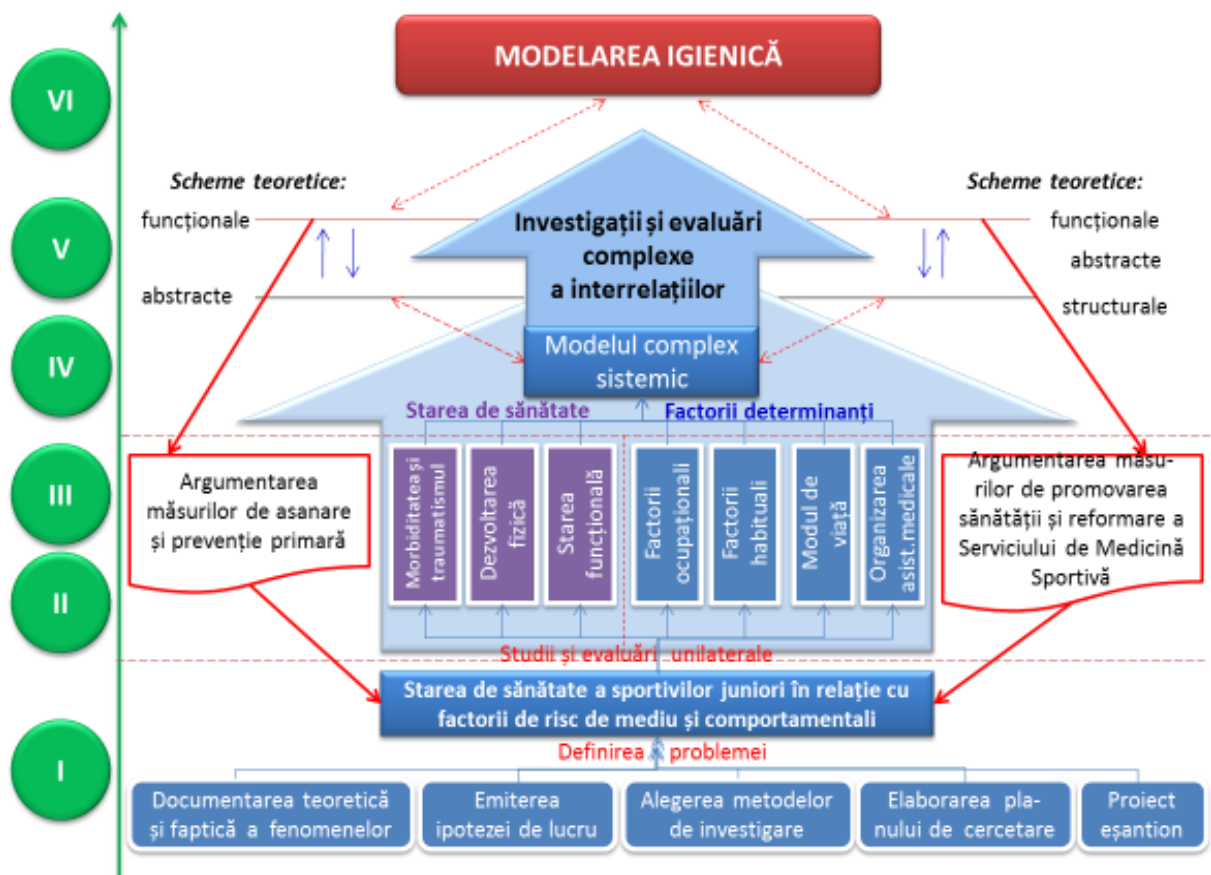 MODELAREA IGIENICĂ
VI
Scheme teoretice:
funcționale
abstracte
V
Scheme teoretice:
funcționale
abstracte
structurale
Investigații și evaluări
complexe
a interrelațiilor
IV
Modelul complex
sistemic
Starea de sănătate
Factorii determinanți
III
II
Argumentarea
măsurilor de asanare
și prevenție primară
Morbiditatea și
traumatismul
Dezvoltarea
fizică
Starea
funcțională
Factorii
ocupaționali
Factorii
habituali
Modul de
viață
Organizarea
asist.medicale
Argumentarea măsu-
rilor de promovarea
sănătății și reformare a
Serviciului de Medicină
Sportivă
Studii și evaluări unilaterale
Starea de sănătate a sportivilor juniori în relație cu
factorii de risc de mediu și comportamentali
I
Definirea problemei
Documentarea teoretică
și faptică a fenomenelor
Emiterea
ipotezei de lucru
Alegerea metodelor
de investigare
Elaborarea pla-
nului de cercetare
Proiect
eșantion